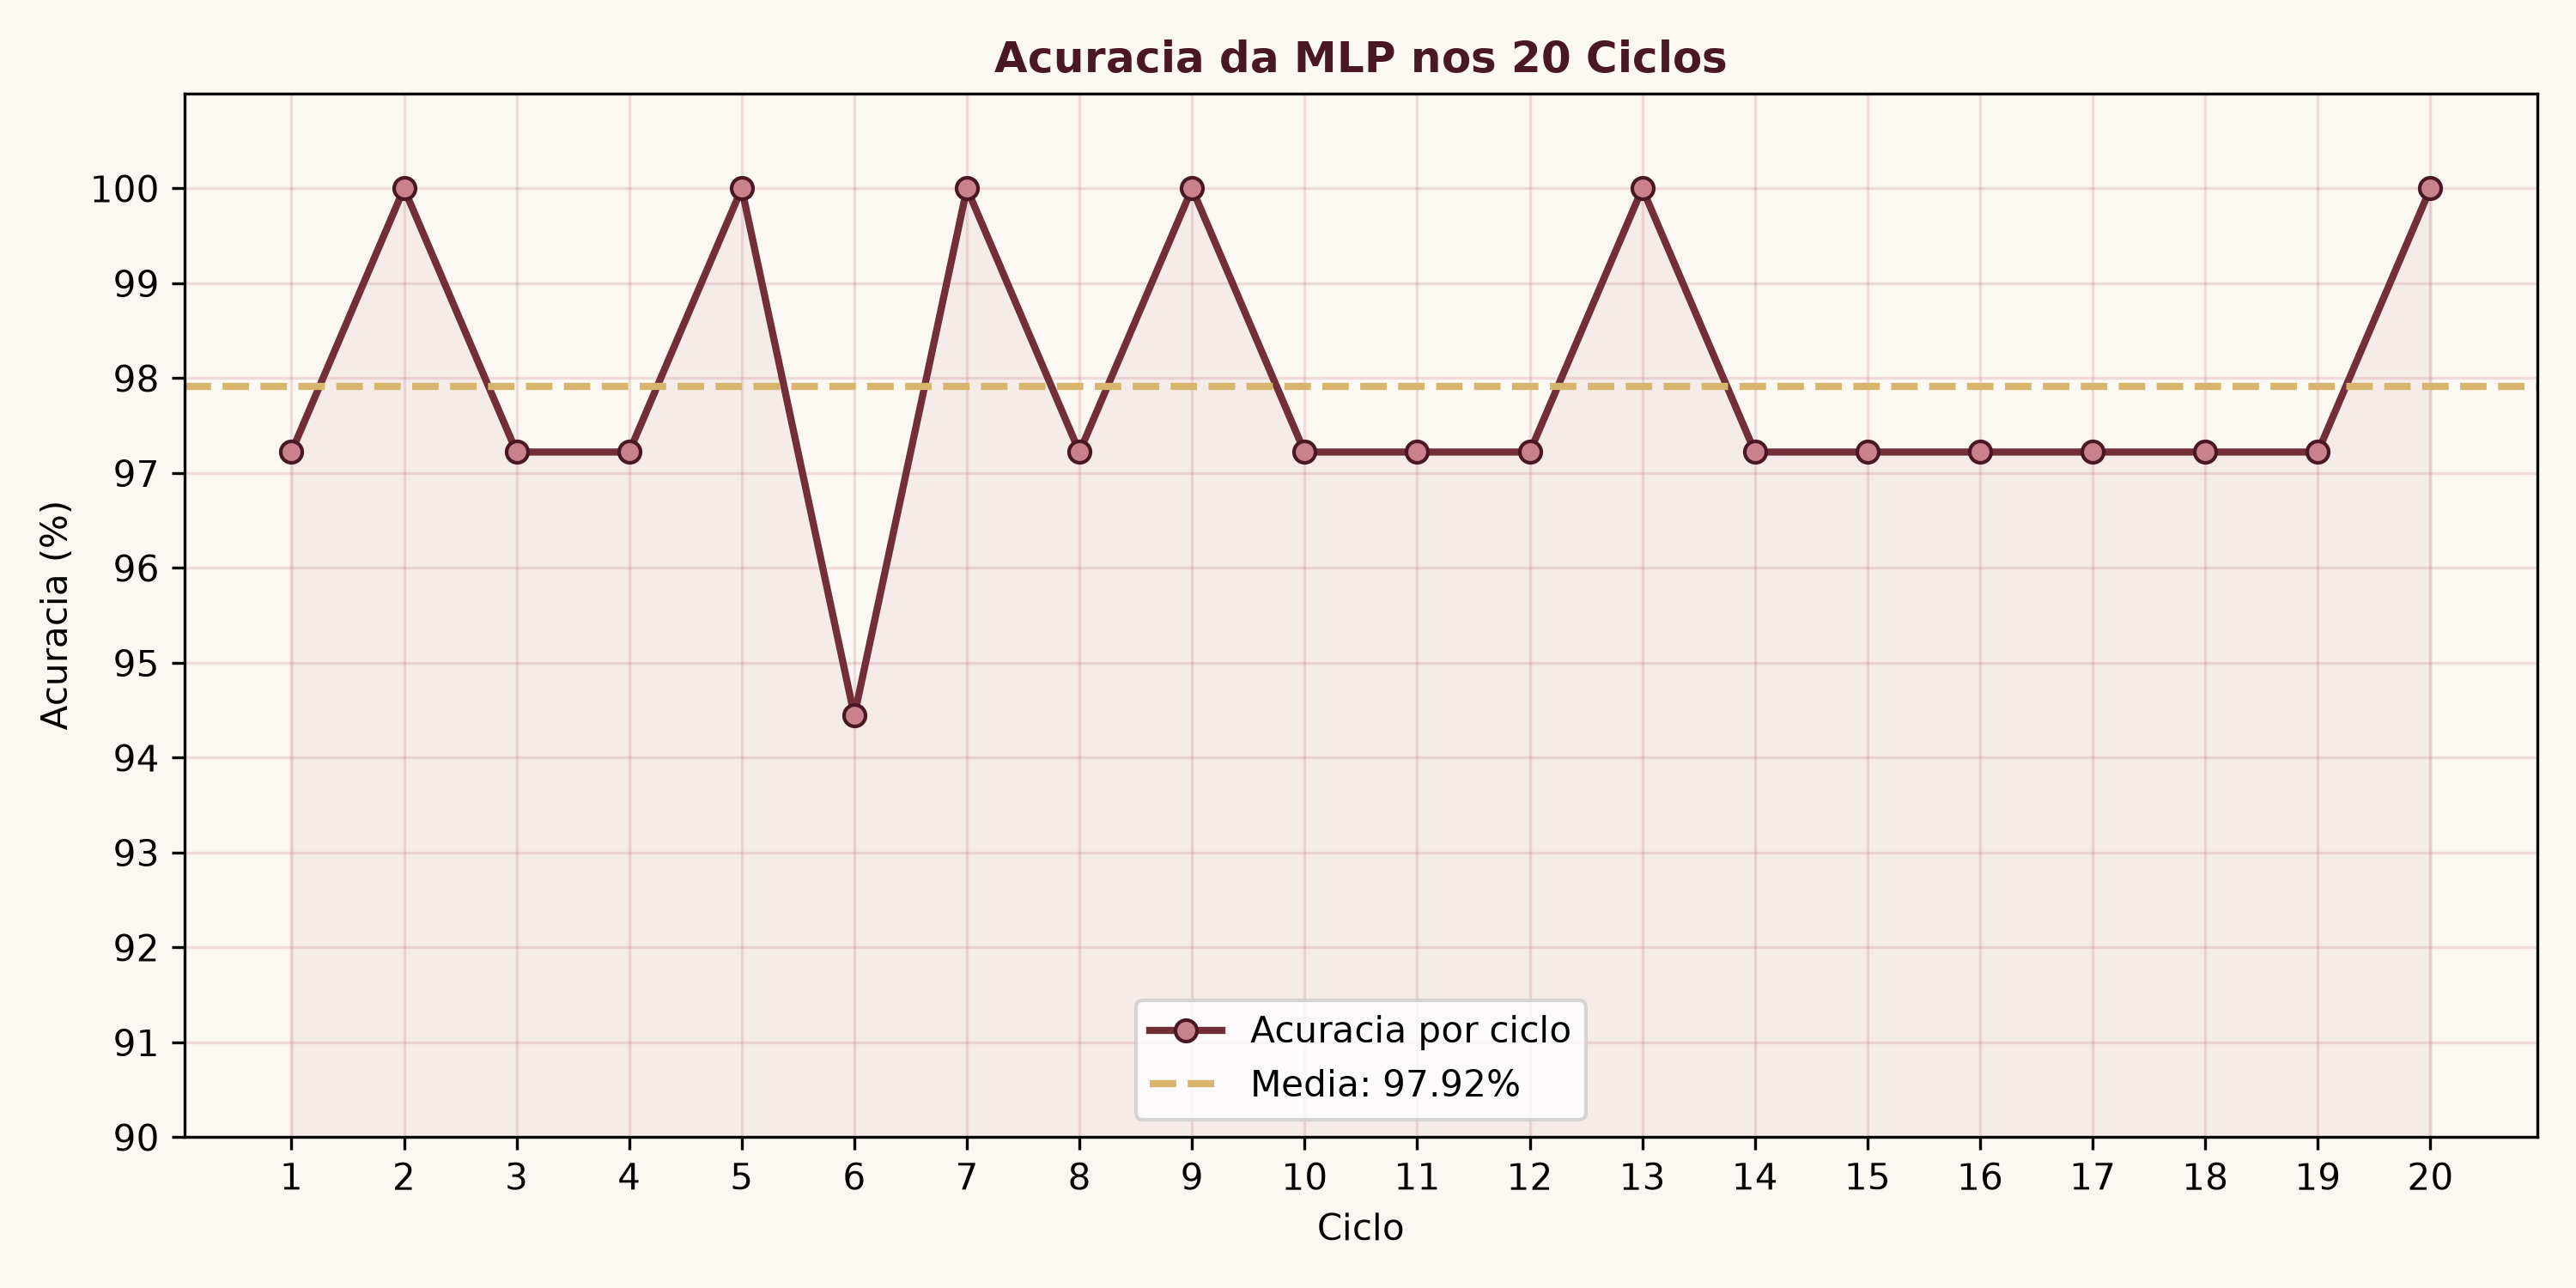 Acuracia da MLP nos 20 Ciclos
Acuracia (%)
100
99
98
97
96
95
94
93
92
91
90
Acuracia por ciclo
Media: 97.92%
1 2 3 4 5 6 7 8 9 10 11 12 13 14 15 16 17 18 19 20
Ciclo